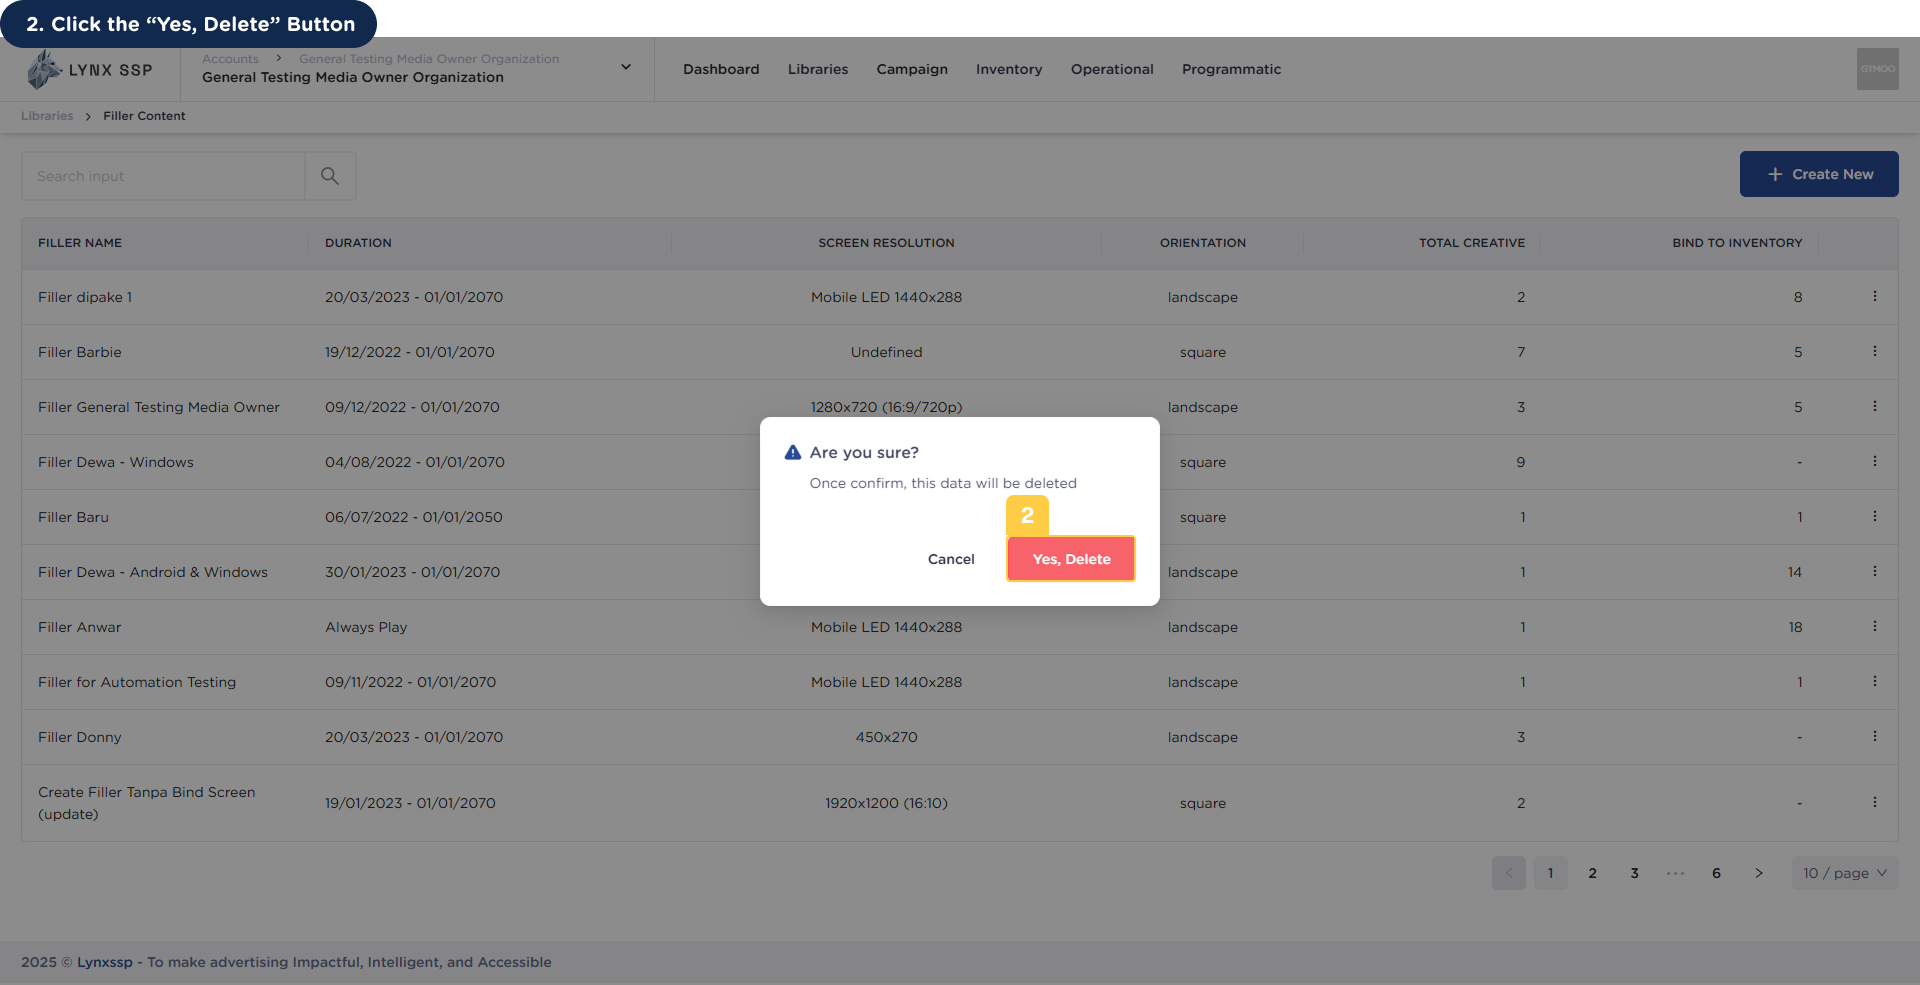 2. Click the “Yes, Delete” Button
LYNX SSP
Accounts > General Testing Media Owner Organization
General Testing Media Owner Organization
Dashboard Libraries Campaign Inventory Operational Programmatic
GTMOO
Libraries > Filler Content
Search input
+ Create New
FILLER NAME DURATION SCREEN RESOLUTION ORIENTATION TOTAL CREATIVE BIND TO INVENTORY
Filler dipake 1 20/03/2023 - 01/01/2070 Mobile LED 1440x288 landscape 2 8
Filler Barbie 19/12/2022 - 01/01/2070 Undefined square 7 5
Filler General Testing Media Owner 09/12/2022 - 01/01/2070 1280x720 (16:9/720p) landscape 3 5
Filler Dewa - Windows 04/08/2022 - 01/01/2070 square 9 -
Filler Baru 06/07/2022 - 01/01/2050 square 1 1
Filler Dewa - Android & Windows 30/01/2023 - 01/01/2070 landscape 1 14
Filler Anwar Always Play Mobile LED 1440x288 landscape 1 18
Filler for Automation Testing 09/11/2022 - 01/01/2070 Mobile LED 1440x288 landscape 1 1
Filler Donny 20/03/2023 - 01/01/2070 450x270 landscape 3 -
Create Filler Tanpa Bind Screen
(update) 19/01/2023 - 01/01/2070 1920x1200 (16:10) square 2 -
Are you sure?
Once confirm, this data will be deleted
2
Cancel Yes, Delete
< 1 2 3 ••• 6 > 10 / page
2025 © Lynxssp - To make advertising Impactful, Intelligent, and Accessible